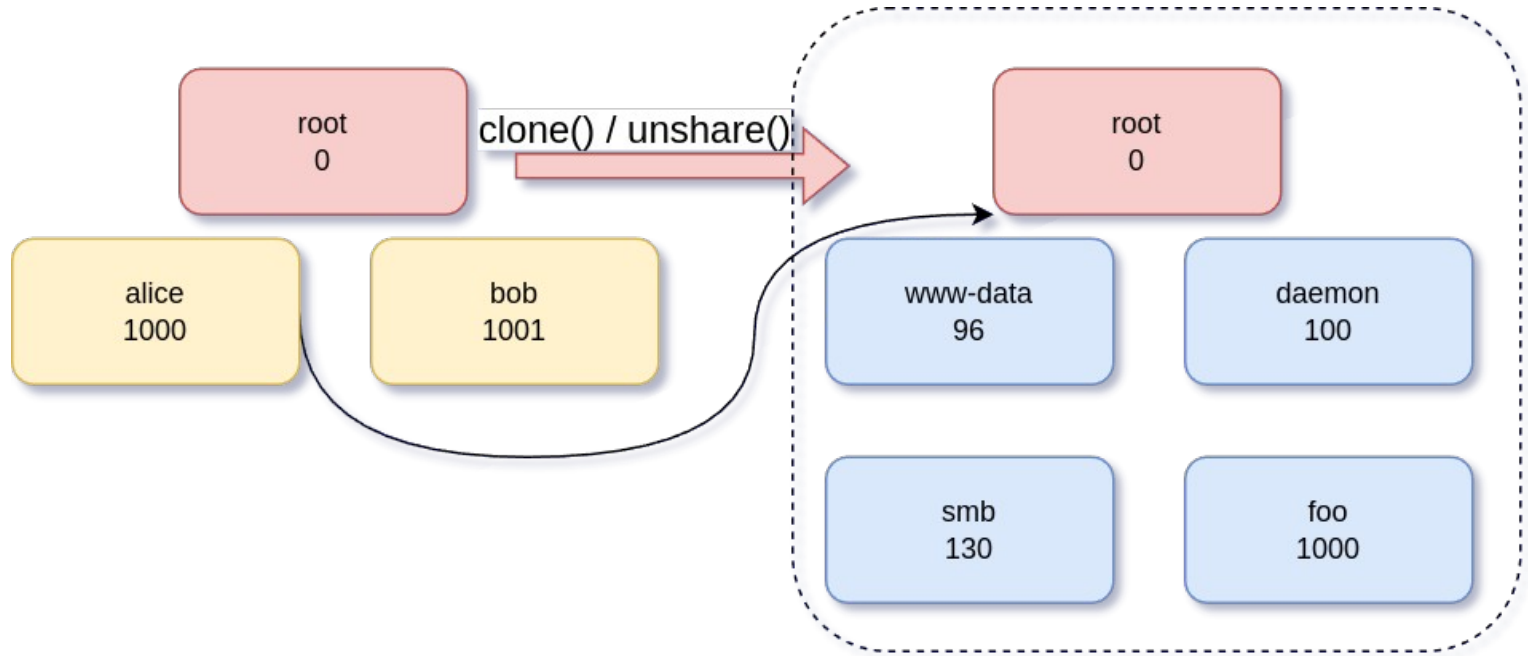 root
0
clone() / unshare()
root
0
alice
1000
bob
1001
www-data
96
daemon
100
smb
130
foo
1000